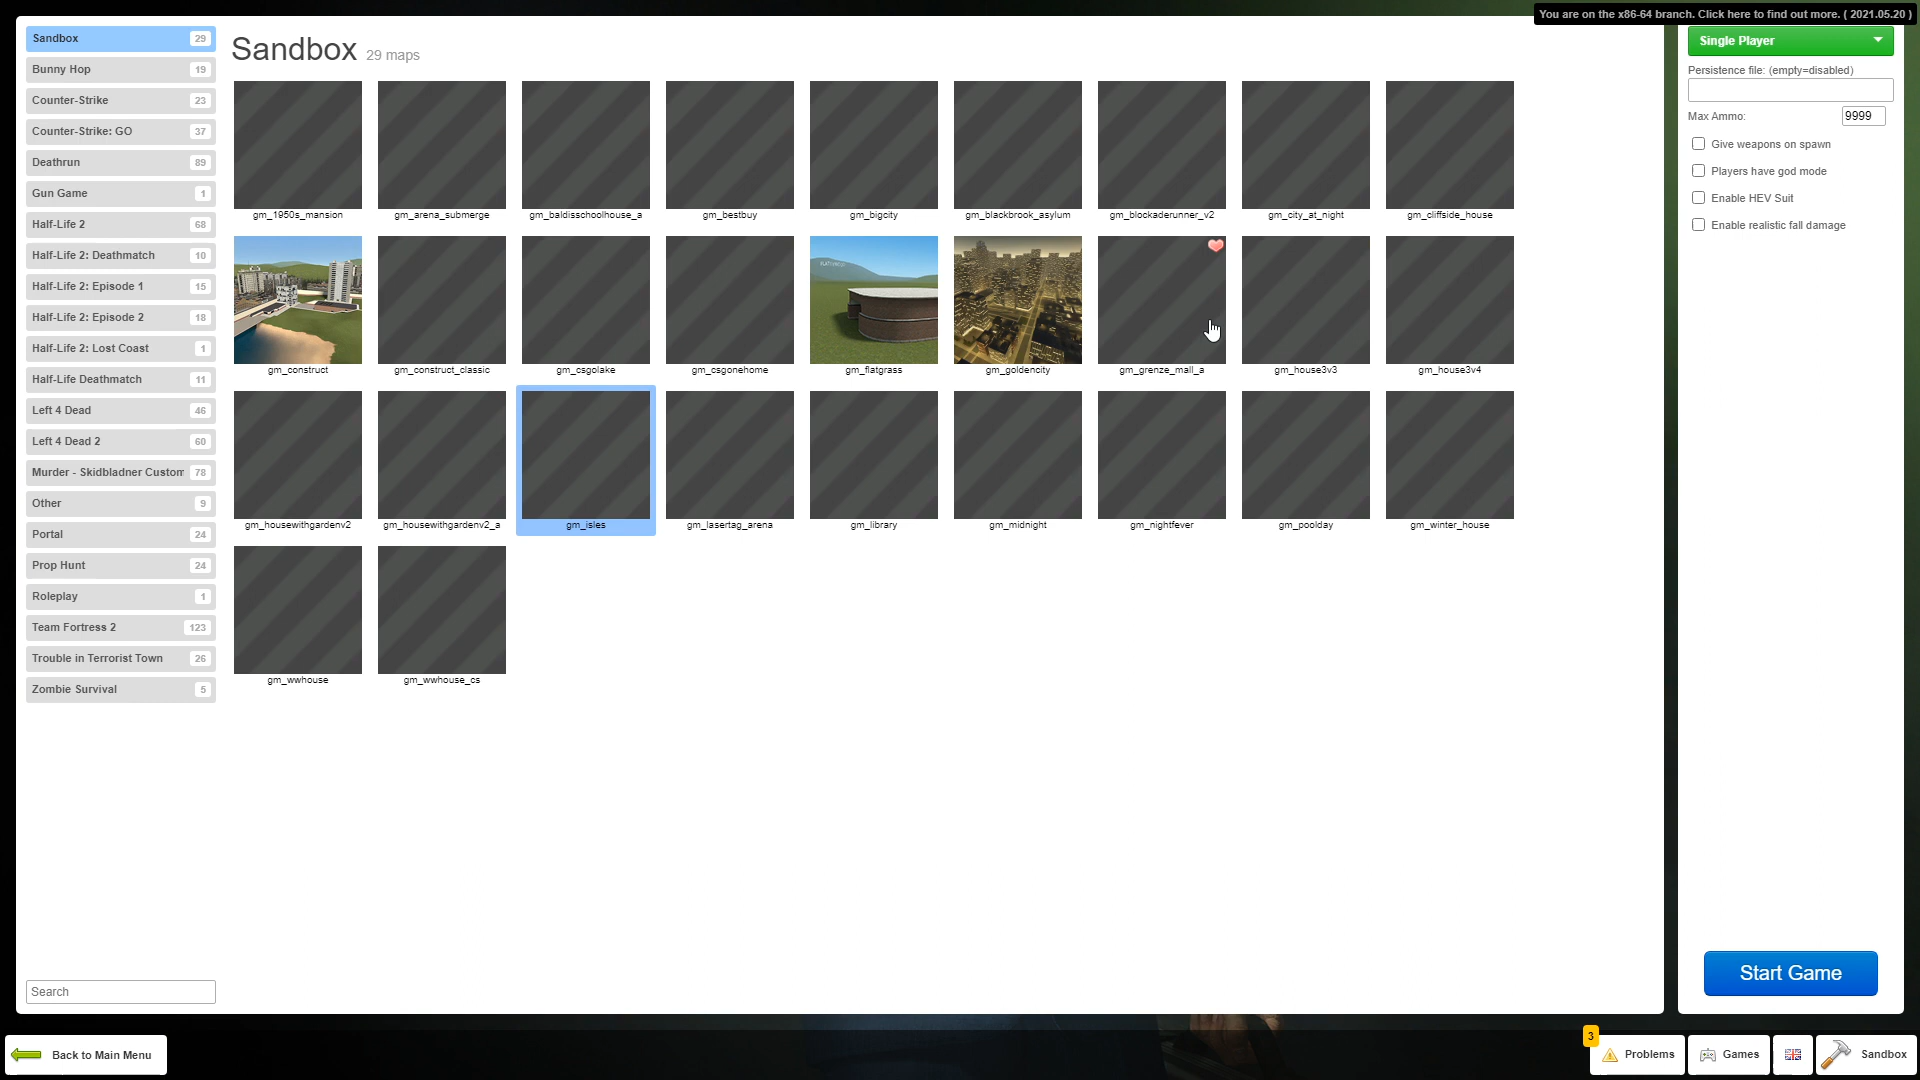 You are on the x86-64 branch. Click here to find out more. ( 2021.05.20 )
Sandbox 29
Bunny Hop 19
Counter-Strike 23
Counter-Strike: GO 37
Deathrun 89
Gun Game 1
Half-Life 2 68
Half-Life 2: Deathmatch 10
Half-Life 2: Episode 1 15
Half-Life 2: Episode 2 18
Half-Life 2: Lost Coast 1
Half-Life Deathmatch 11
Left 4 Dead 46
Left 4 Dead 2 60
Murder - Skidbladner Custom 78
Other 9
Portal 24
Prop Hunt 24
Roleplay 1
Team Fortress 2 123
Trouble in Terrorist Town 26
Zombie Survival 5
Search
Sandbox 29 maps
gm_1950s_mansion gm_arena_submerge gm_baldisschoolhouse_a gm_bestbuy gm_bigcity gm_blackbrook_asylum gm_blockaderunner_v2 gm_city_at_night gm_cliffside_house
gm_construct gm_construct_classic gm_csgolake gm_csgonehome gm_flatgrass gm_goldencity gm_grenze_mall_a gm_house3v3 gm_house3v4
gm_housewithgardenv2 gm_housewithgardenv2_a gm_isles gm_lasertag_arena gm_library gm_midnight gm_nightfever gm_poolday gm_winter_house
gm_wwhouse gm_wwhouse_cs
Single Player
Persistence file: (empty=disabled)
Max Ammo: 9999
Give weapons on spawn
Players have god mode
Enable HEV Suit
Enable realistic fall damage
Start Game
Back to Main Menu
3
Problems
Games
Sandbox